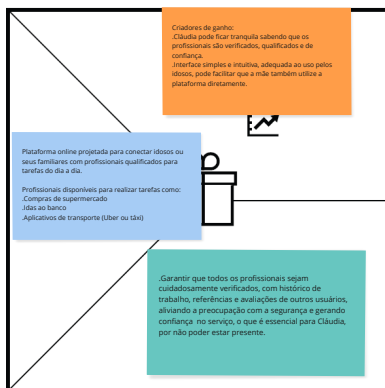 Criadores de ganho:
.Cláudia pode ficar tranquila sabendo que os
profissionais são verificados, qualificados e de
confiança.
.Interface simples e intuitiva, adequada ao uso pelos
idosos, pode facilitar que a mãe também utilize a
plataforma diretamente.
Plataforma online projetada para conectar idosos ou
seus familiares com profissionais qualificados para
tarefas do dia a dia.
Profissionais disponíveis para realizar tarefas como:
.Compras de supermercado
.Idas ao banco
.Aplicativos de transporte (Uber ou táxi)
.Garantir que todos os profissionais sejam
cuidadosamente verificados, com histórico de
trabalho, referências e avaliações de outros usuários,
aliviando a preocupação com a segurança e gerando
confiança no serviço, o que é essencial para Cláudia,
por não poder estar presente.